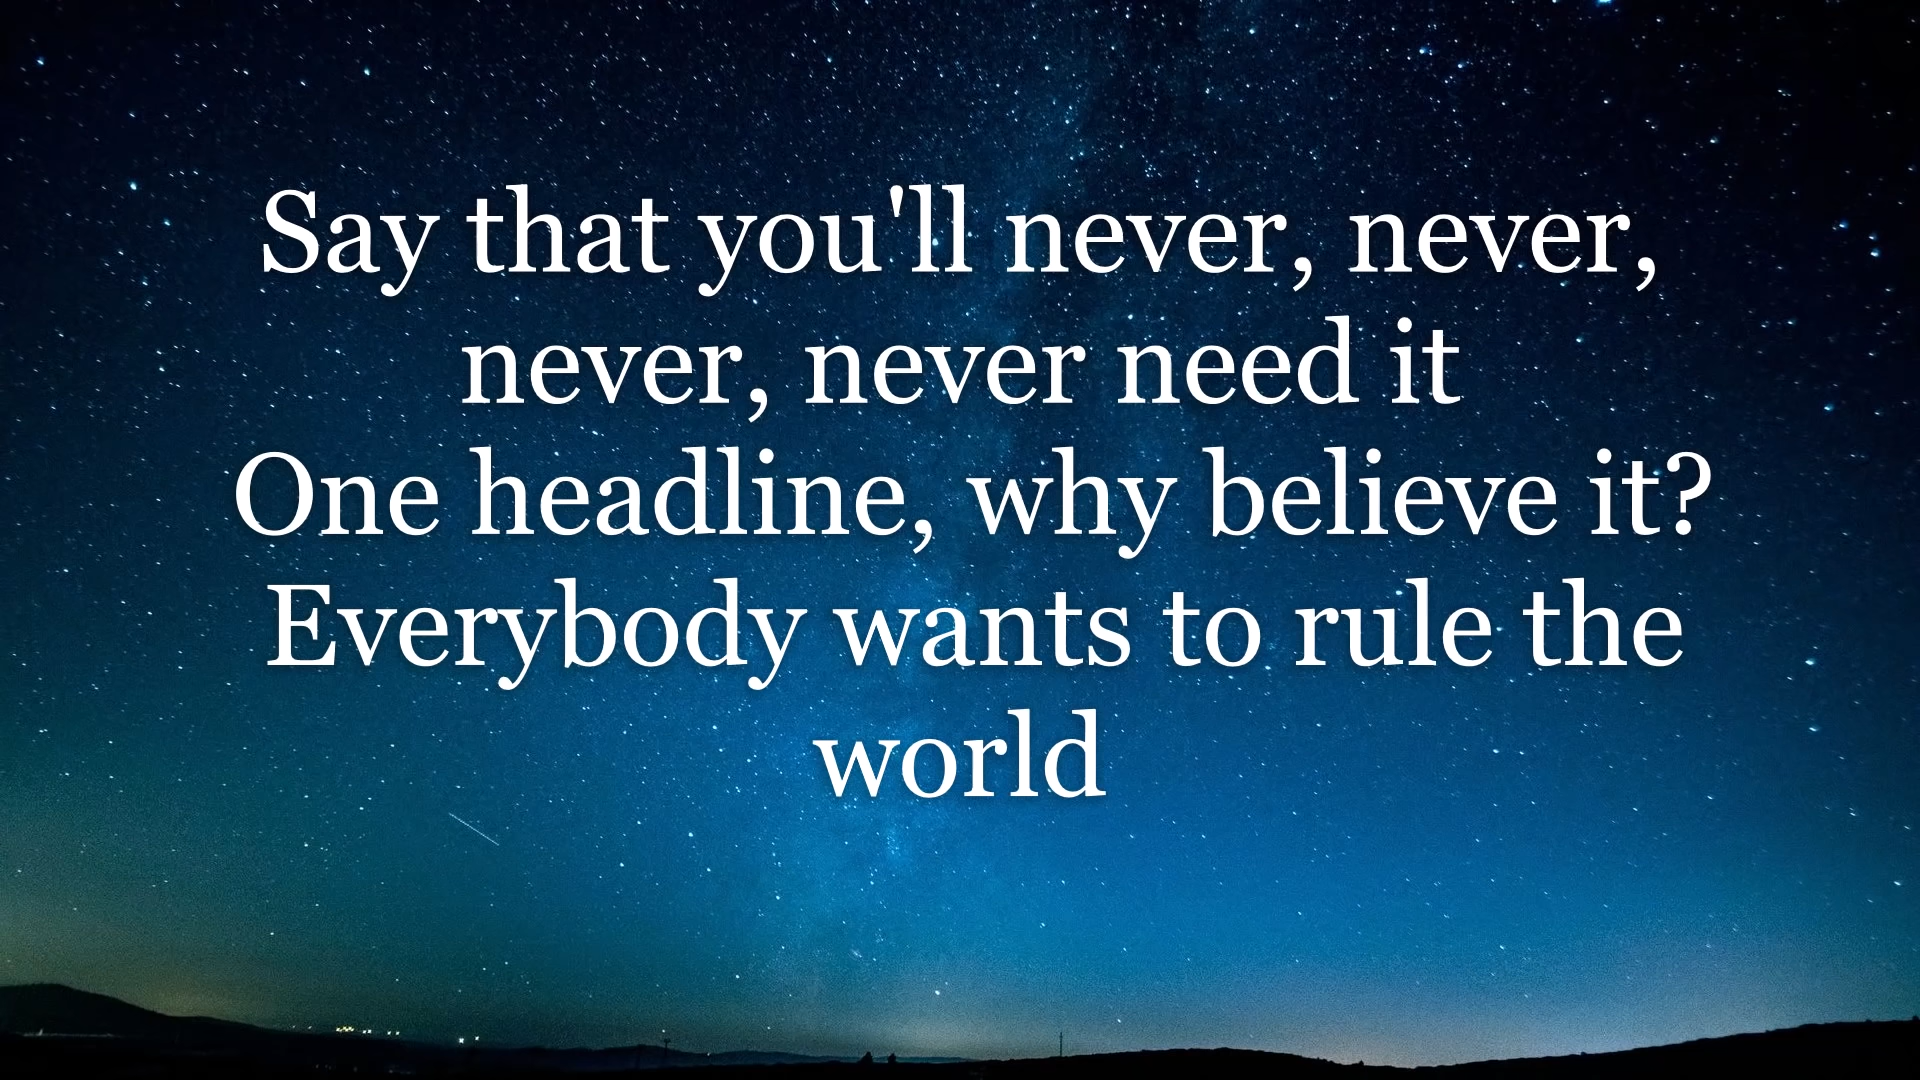 Say that you'll never, never,
never, never need it
One headline, why believe it?
Everybody wants to rule the
world